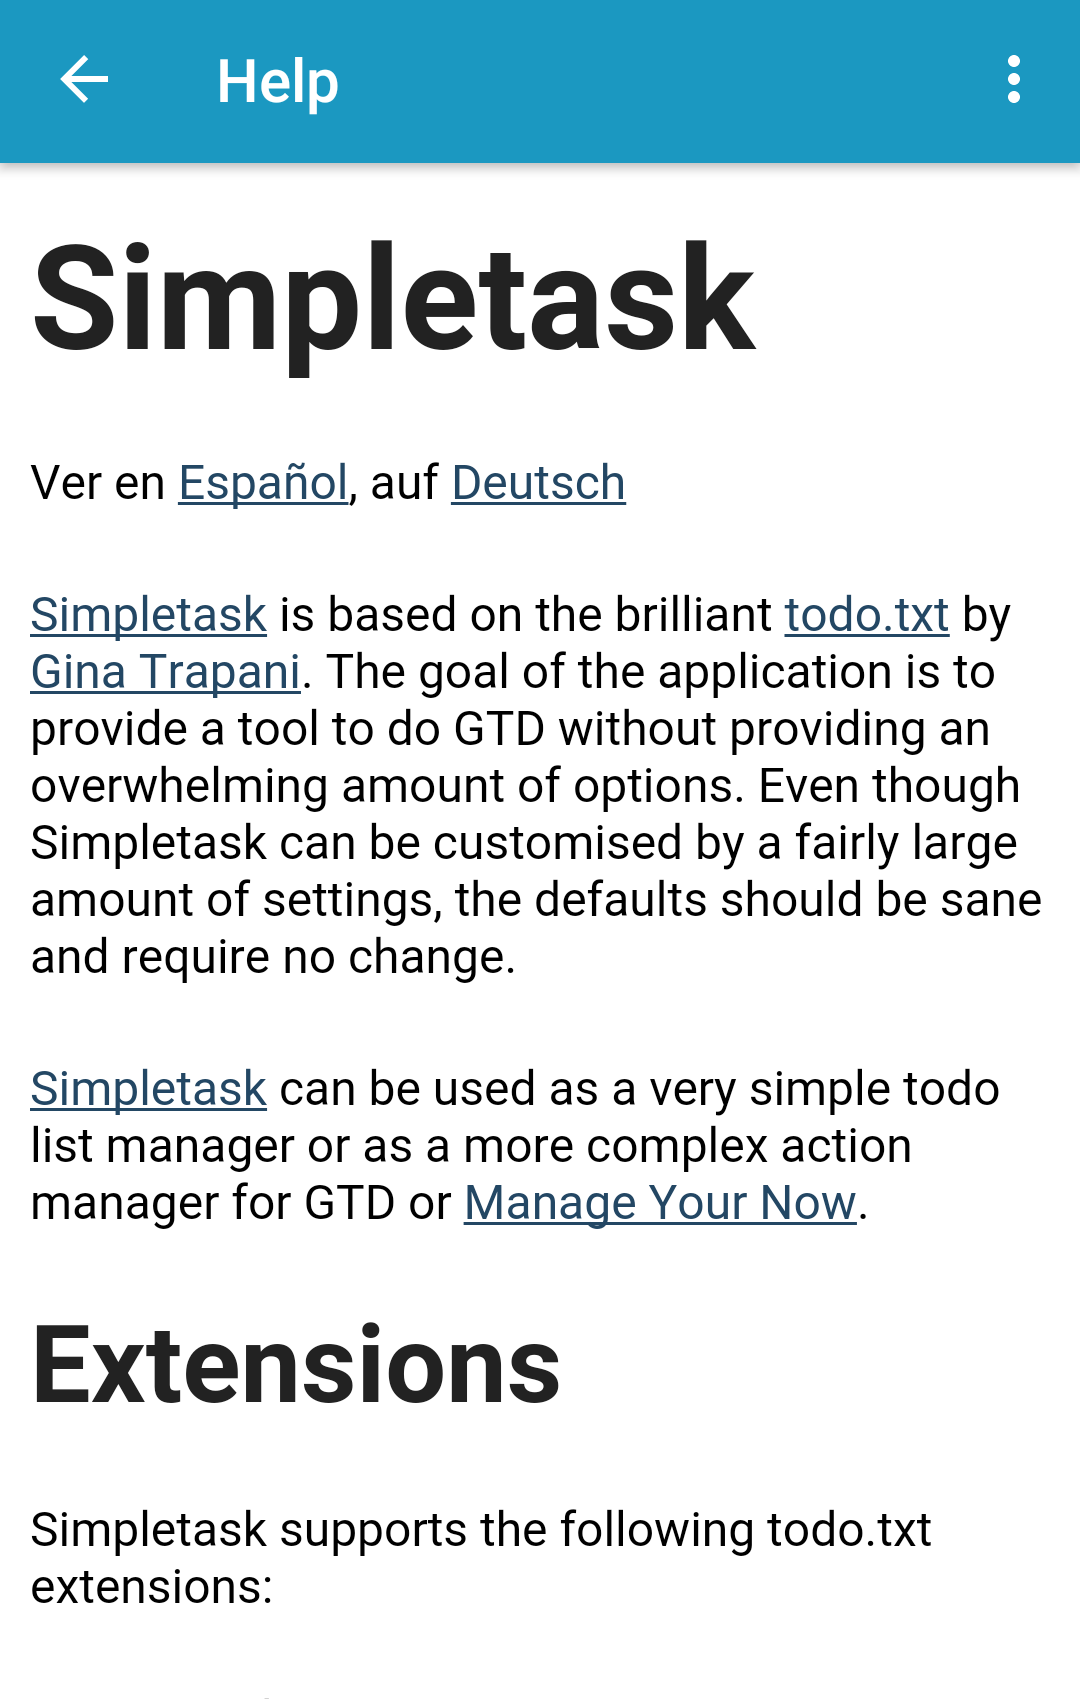 Help
Simpletask
Ver en Español, auf Deutsch
Simpletask is based on the brilliant todo.txt by
Gina Trapani. The goal of the application is to
provide a tool to do GTD without providing an
overwhelming amount of options. Even though
Simpletask can be customised by a fairly large
amount of settings, the defaults should be sane
and require no change.
Simpletask can be used as a very simple todo
list manager or as a more complex action
manager for GTD or Manage Your Now.
Extensions
Simpletask supports the following todo.txt
extensions: